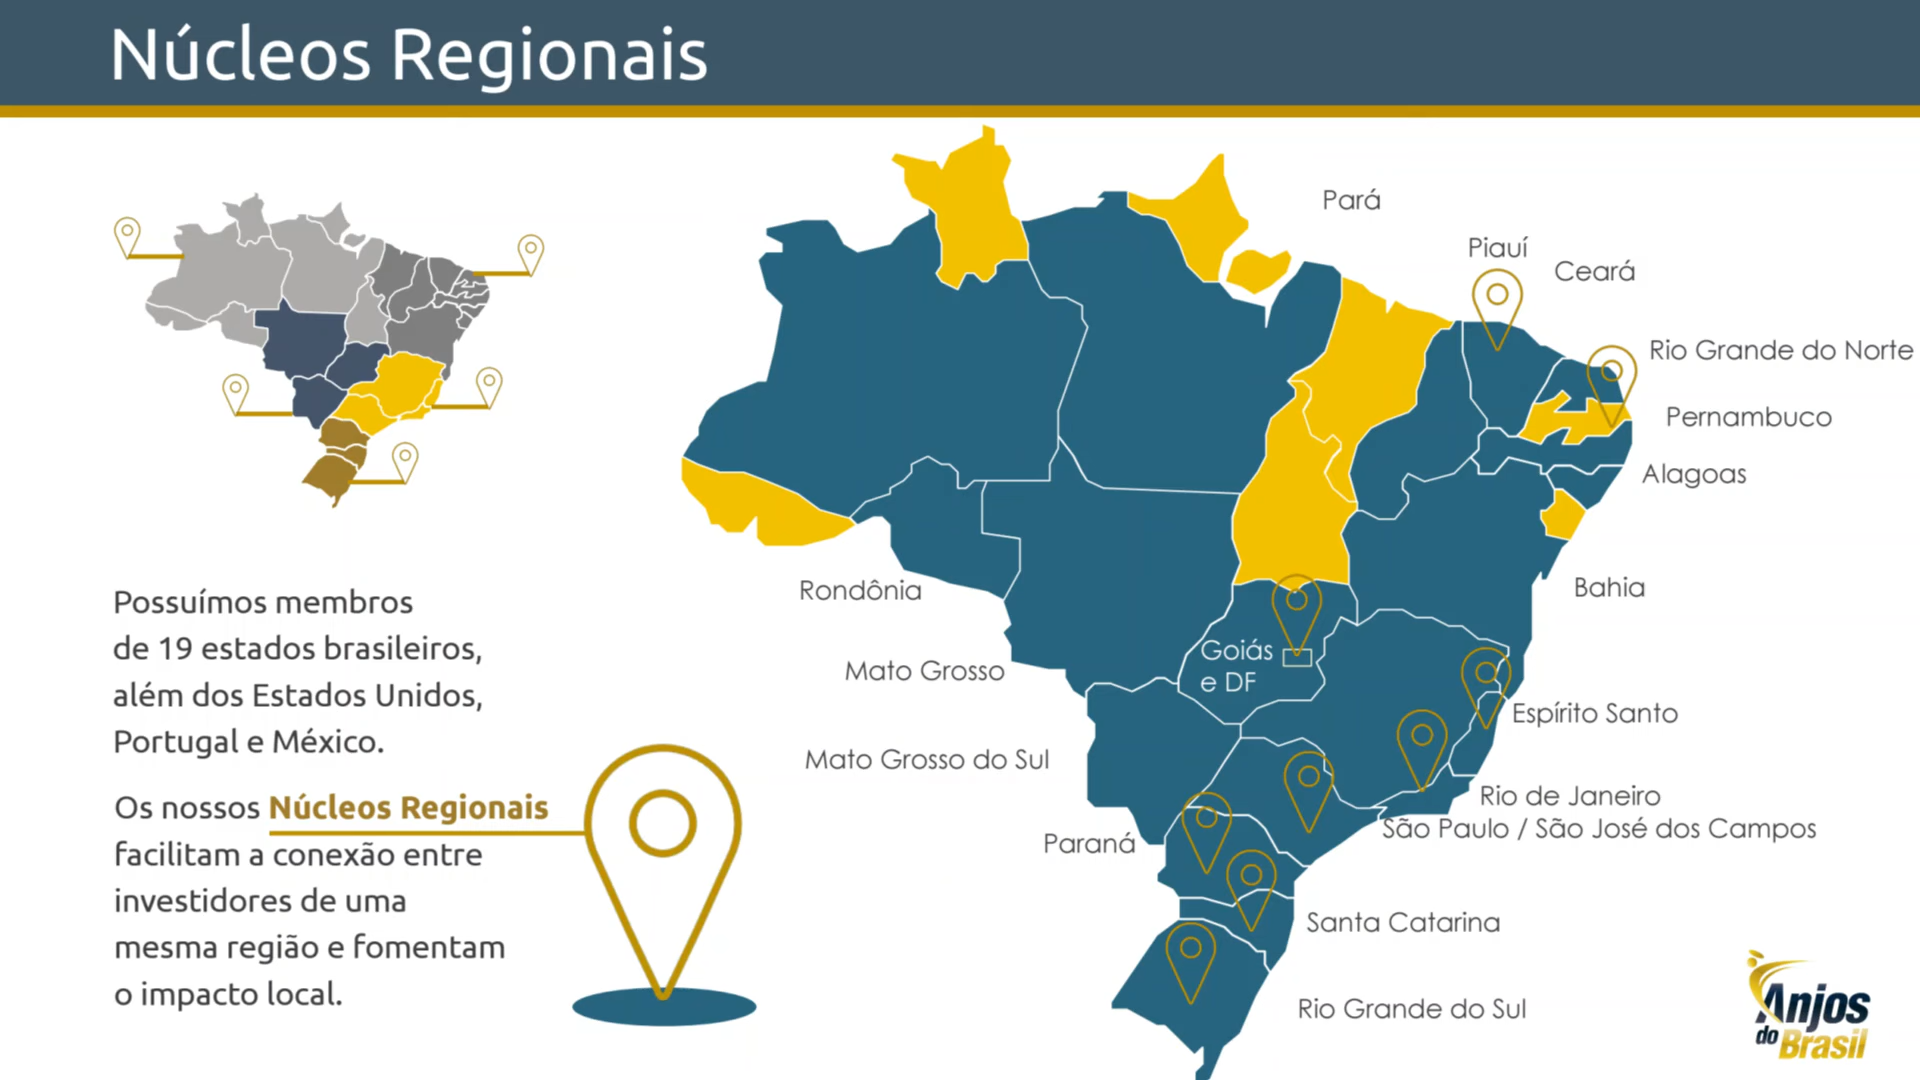 Núcleos Regionais
Possuímos membros
de 19 estados brasileiros,
além dos Estados Unidos,
Portugal e México.
Os nossos Núcleos Regionais
facilitam a conexão entre
investidores de uma
mesma região e fomentam
o impacto local.
Pará
Piauí
Ceará
Rio Grande do Norte
Pernambuco
Alagoas
Bahia
Rondônia
Goiás
e DF
Mato Grosso
Espírito Santo
Mato Grosso do Sul
Rio de Janeiro
São Paulo / São José dos Campos
Paraná
Santa Catarina
Rio Grande do Sul
Anjos
do Brasil